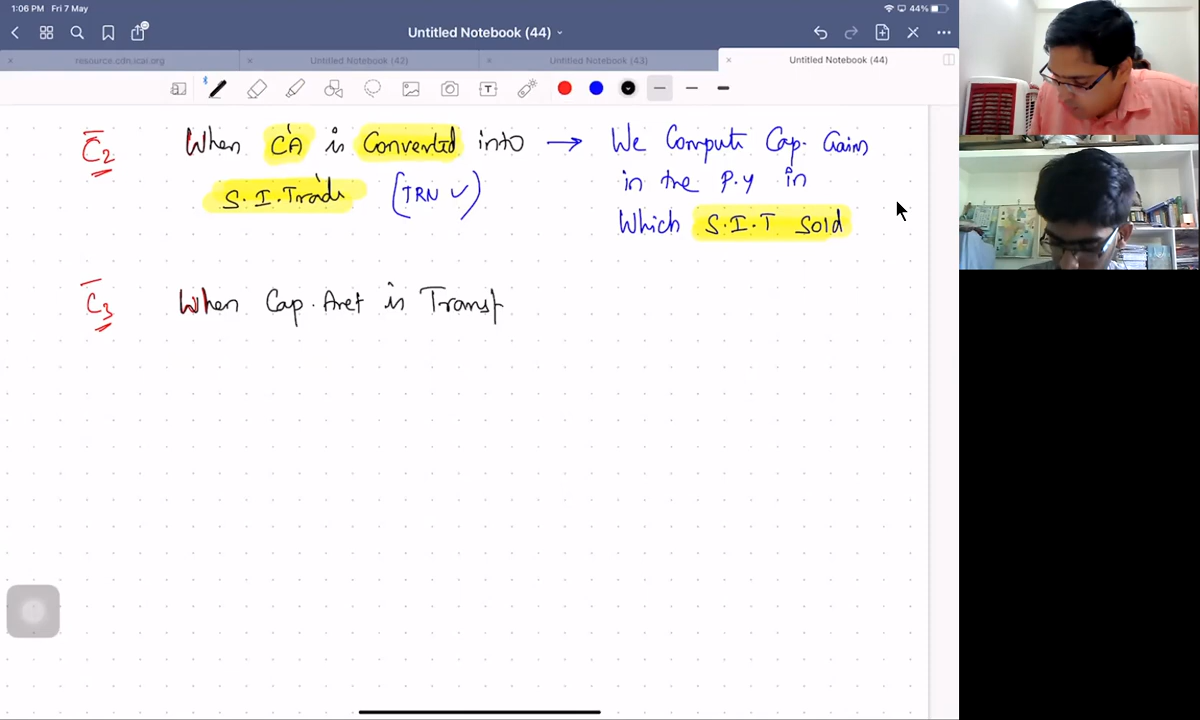 1:06 PM Fri 7 May
44%
Untitled Notebook (44)
resource.cdn.icai.org
Untitled Notebook (42)
Untitled Notebook (43)
Untitled Notebook (44)
C2 When CA is Converted into → We Compute Cap. Gains
S.I.Trade (TRN ✓) in the P.Y in
Which S.I.T Sold
C3 When Cap. Asset is Transf